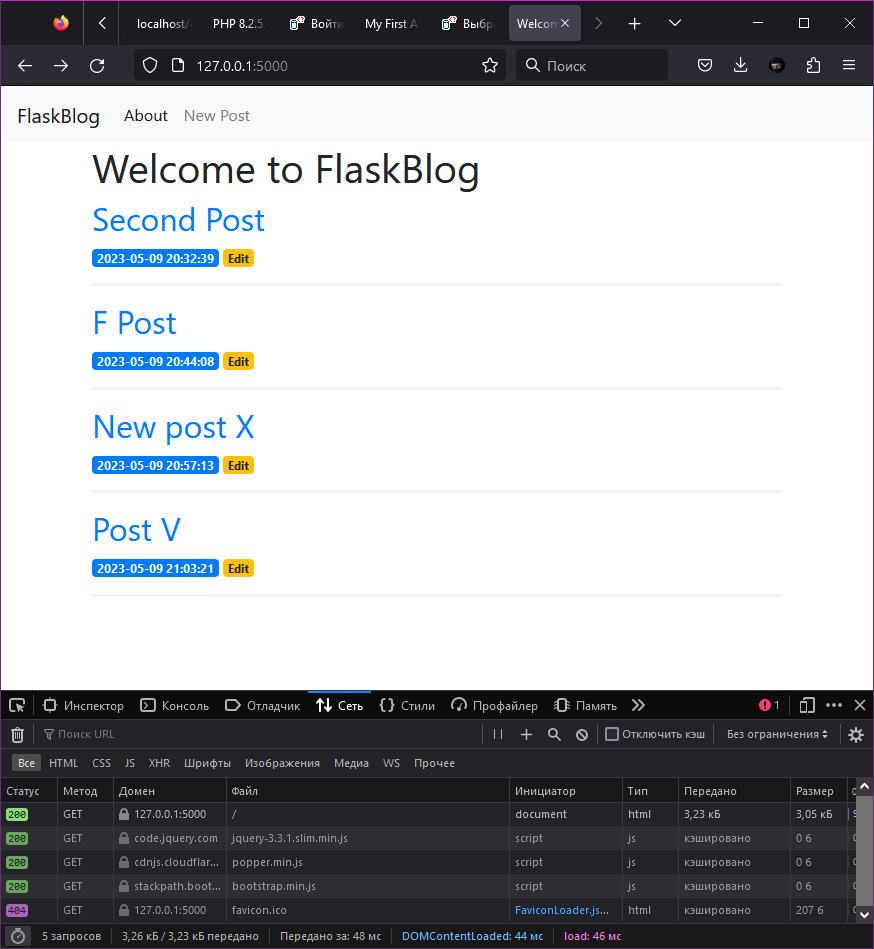 localhost/ PHP 8.2.5 Войти My First A Выбр Welcom
127.0.0.1:5000 Поиск
FlaskBlog About New Post
Welcome to FlaskBlog
Second Post
2023-05-09 20:32:39 Edit
F Post
2023-05-09 20:44:08 Edit
New post X
2023-05-09 20:57:13 Edit
Post V
2023-05-09 21:03:21 Edit
Инспектор Консоль Отладчик Сеть Стили Профайлер Память 1
Поиск URL Отключить кэш Без ограничения
Все HTML CSS JS XHR Шрифты Изображения Медиа WS Прочее
Статус Метод Домен Файл Инициатор Тип Передано Размер
200 GET 127.0.0.1:5000 / document html 3,23 кБ 3,05 кБ
200 GET code.jquery.com jquery-3.3.1.slim.min.js script js кэшировано 0 б
200 GET cdnjs.cloudflar... popper.min.js script js кэшировано 0 б
200 GET stackpath.boot... bootstrap.min.js script js кэшировано 0 б
404 GET 127.0.0.1:5000 favicon.ico FaviconLoader.js... html кэшировано 207 б
5 запросов 3,26 кБ / 3,23 кБ передано Передано за: 48 мс DOMContentLoaded: 44 мс load: 46 мс